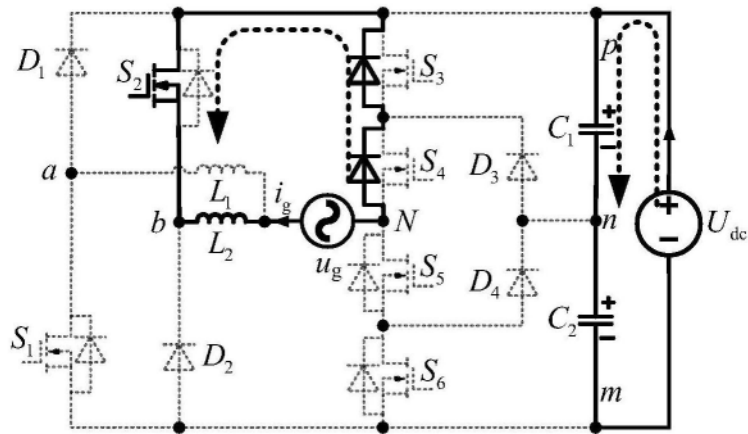 D1
S2
S3
p
C1
+
−
a
L1
S4
D3
b
L2
ig
N
n
+
−
Udc
ug
S5
D4
C2
+
−
S1
D2
S6
m